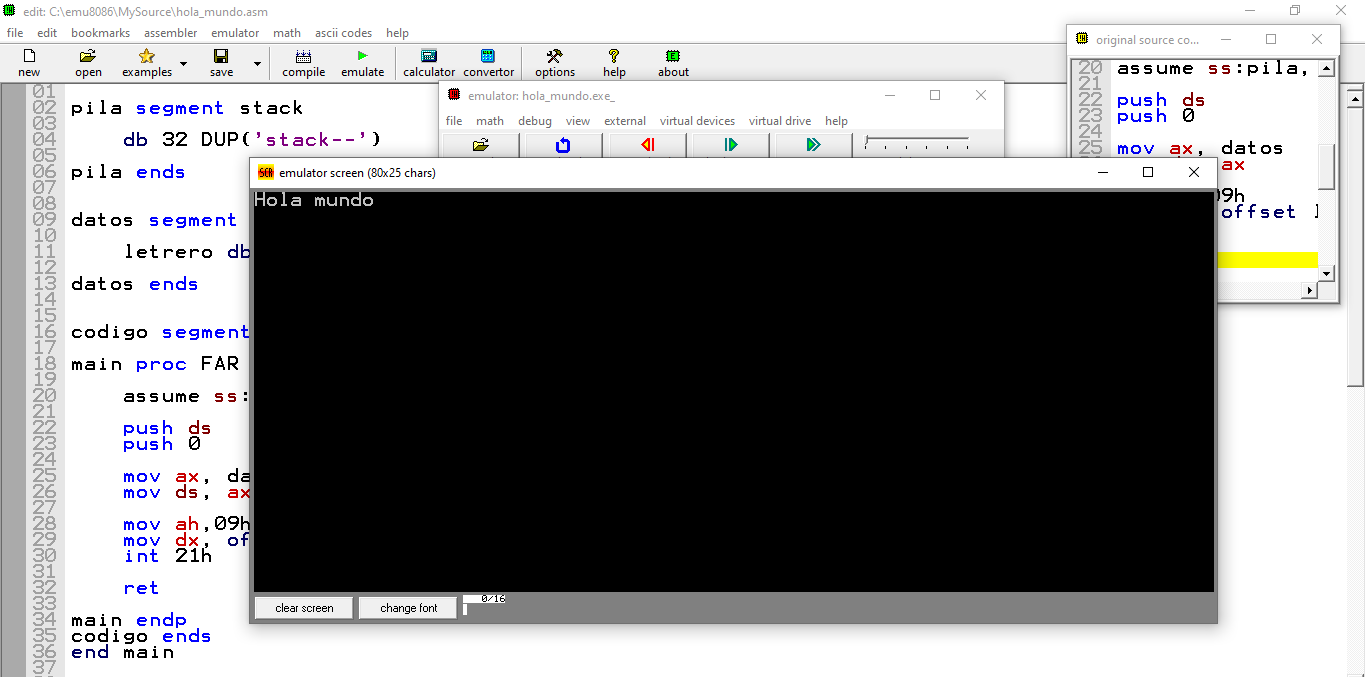 edit: C:\emu8086\MySource\hola_mundo.asm
file edit bookmarks assembler emulator math ascii codes help
new open examples save compile emulate calculator convertor options help about
01
02 pila segment stack
03
04 db 32 DUP('stack--')
05
06 pila ends
07
08
09 datos segment
10
11 letrero db
12
13 datos ends
14
15
16 codigo segment
17
18 main proc FAR
19
20 assume ss:
21
22 push ds
23 push 0
24
25 mov ax, da
26 mov ds, ax
27
28 mov ah,09h
29 mov dx, of
30 int 21h
31
32 ret
33
34 main endp
35 codigo ends
36 end main
37
emulator: hola_mundo.exe_
file math debug view external virtual devices virtual drive help
SCR emulator screen (80x25 chars)
Hola mundo
clear screen change font 0/16
original source co...
20 assume ss:pila,
21
22 push ds
23 push 0
24
25 mov ax, datos
ax
9h
offset l